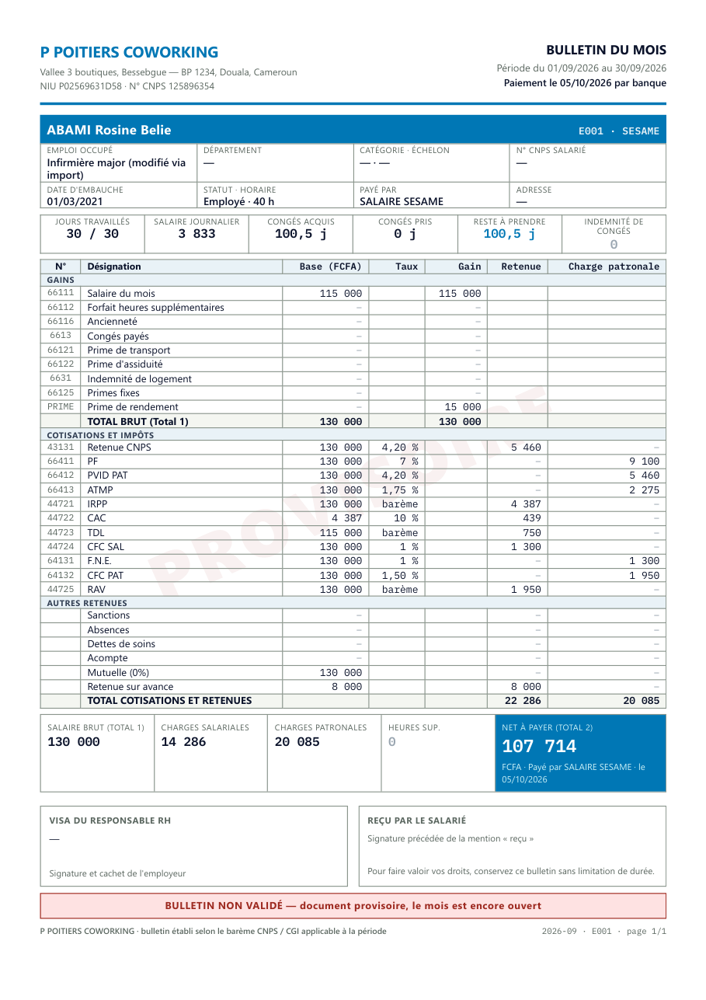 P POITIERS COWORKING
Vallee 3 boutiques, Bessebgue — BP 1234, Douala, Cameroun
NIU P02569631D58 · N° CNPS 125896354
BULLETIN DU MOIS
Période du 01/09/2026 au 30/09/2026
Paiement le 05/10/2026 par banque
ABAMI Rosine Belie E001 · SESAME
EMPLOI OCCUPÉ DÉPARTEMENT CATÉGORIE · ÉCHELON N° CNPS SALARIÉ
Infirmière major (modifié via — — · — —
import)
DATE D'EMBAUCHE STATUT · HORAIRE PAYÉ PAR ADRESSE
01/03/2021 Employé · 40 h SALAIRE SESAME —
JOURS TRAVAILLÉS SALAIRE JOURNALIER CONGÉS ACQUIS CONGÉS PRIS RESTE À PRENDRE INDEMNITÉ DE
CONGÉS
30 / 30 3 833 100,5 j 0 j 100,5 j 0
N° Désignation Base (FCFA) Taux Gain Retenue Charge patronale
GAINS
66111 Salaire du mois 115 000 115 000
66112 Forfait heures supplémentaires – –
66116 Ancienneté – –
6613 Congés payés – –
66121 Prime de transport – –
66122 Prime d'assiduité – –
6631 Indemnité de logement – –
66125 Primes fixes – –
PRIME Prime de rendement – 15 000
TOTAL BRUT (Total 1) 130 000 130 000
COTISATIONS ET IMPÔTS
43131 Retenue CNPS 130 000 4,20 % 5 460 –
66411 PF 130 000 7 % – 9 100
66412 PVID PAT 130 000 4,20 % – 5 460
66413 ATMP 130 000 1,75 % – 2 275
44721 IRPP 130 000 barème 4 387 –
44722 CAC 4 387 10 % 439 –
44723 TDL 115 000 barème 750 –
44724 CFC SAL 130 000 1 % 1 300 –
64131 F.N.E. 130 000 1 % – 1 300
64132 CFC PAT 130 000 1,50 % – 1 950
44725 RAV 130 000 barème 1 950 –
AUTRES RETENUES
Sanctions – – –
Absences – – –
Dettes de soins – – –
Acompte – – –
Mutuelle (0%) 130 000 – –
Retenue sur avance 8 000 8 000 –
TOTAL COTISATIONS ET RETENUES 22 286 20 085
PROVISOIRE
SALAIRE BRUT (TOTAL 1) CHARGES SALARIALES CHARGES PATRONALES HEURES SUP. NET À PAYER (TOTAL 2)
130 000 14 286 20 085 0 107 714
FCFA · Payé par SALAIRE SESAME · le
05/10/2026
VISA DU RESPONSABLE RH
—
Signature et cachet de l'employeur
REÇU PAR LE SALARIÉ
Signature précédée de la mention « reçu »
Pour faire valoir vos droits, conservez ce bulletin sans limitation de durée.
BULLETIN NON VALIDÉ — document provisoire, le mois est encore ouvert
P POITIERS COWORKING · bulletin établi selon le barème CNPS / CGI applicable à la période 2026-09 · E001 · page 1/1